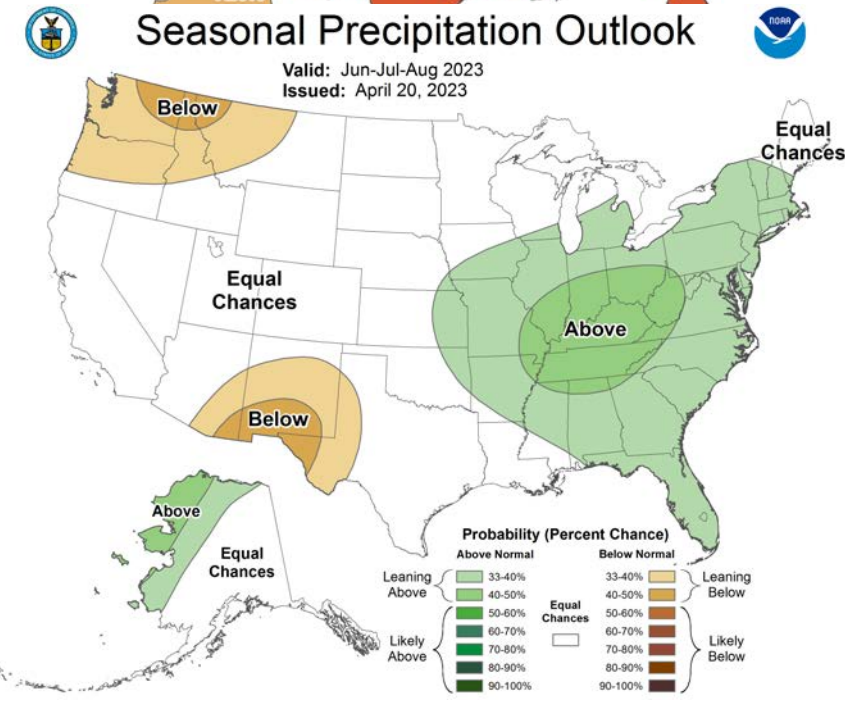 Seasonal Precipitation Outlook
NOAA
Valid: Jun-Jul-Aug 2023
Issued: April 20, 2023
Below
Equal
Chances
Equal
Chances
Above
Below
Above
Equal
Chances
Probability (Percent Chance)
Above Normal
Below Normal
Leaning
Above
33-40%
40-50%
Likely
Above
50-60%
60-70%
70-80%
80-90%
90-100%
Equal
Chances
33-40%
40-50%
Leaning
Below
50-60%
60-70%
70-80%
80-90%
90-100%
Likely
Below